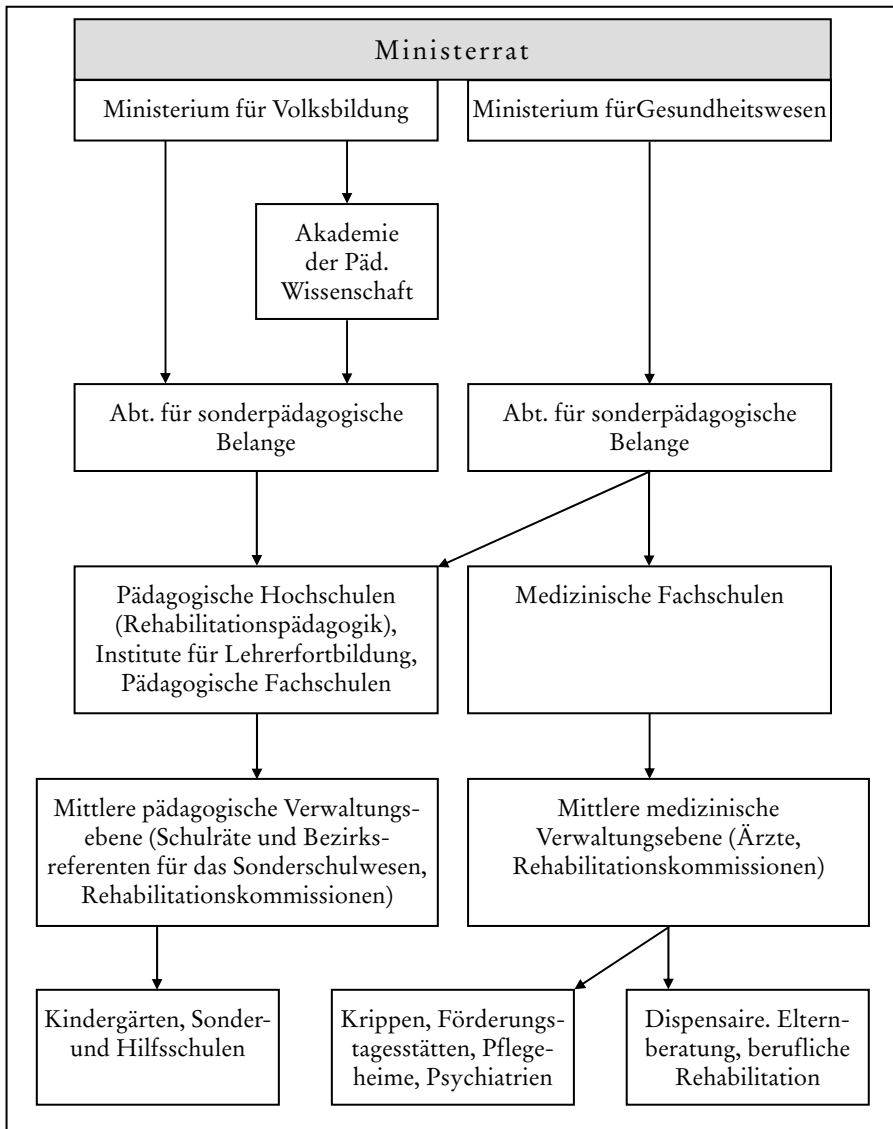 Ministerrat
Ministerium für Volksbildung
Ministerium fürGesundheitswesen
Akademie
der Päd.
Wissenschaft
Abt. für sonderpädagogische
Belange
Abt. für sonderpädagogische
Belange
Pädagogische Hochschulen
(Rehabilitationspädagogik),
Institute für Lehrerfortbildung,
Pädagogische Fachschulen
Medizinische Fachschulen
Mittlere pädagogische Verwaltungs-
ebene (Schulräte und Bezirks-
referenten für das Sonderschulwesen,
Rehabilitationskommissionen)
Mittlere medizinische
Verwaltungsebene (Ärzte,
Rehabilitationskommissionen)
Kindergärten, Sonder-
und Hilfsschulen
Krippen, Förderungs-
tagesstätten, Pflege-
heime, Psychiatrien
Dispensaire. Eltern-
beratung, berufliche
Rehabilitation